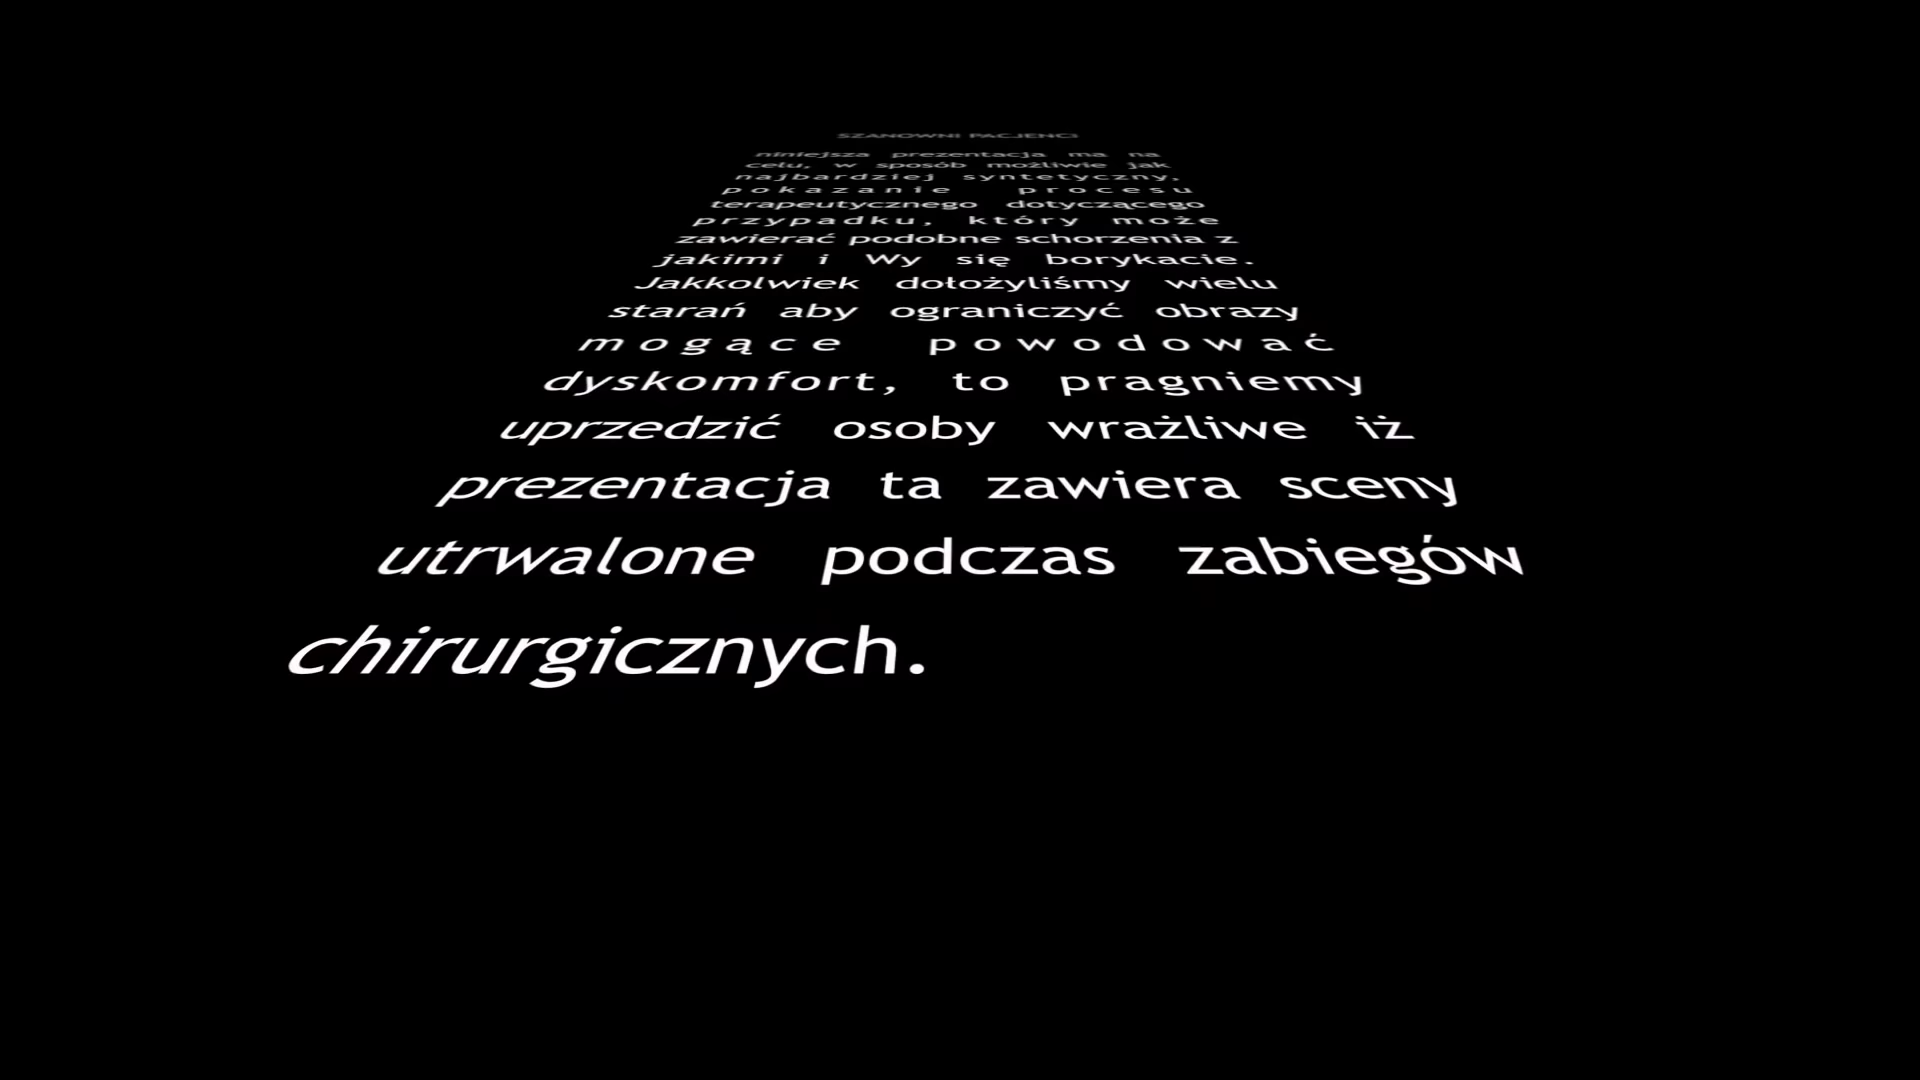 SZANOWNI PACJENCI
niniejsza prezentacja ma na
celu, w sposób możliwie jak
najbardziej syntetyczny,
pokazanie procesu
terapeutycznego dotyczącego
przypadku, który może
zawierać podobne schorzenia z
jakimi i Wy się borykacie.
Jakkolwiek dołożyliśmy wielu
starań aby ograniczyć obrazy
mogące powodować
dyskomfort, to pragniemy
uprzedzić osoby wrażliwe iż
prezentacja ta zawiera sceny
utrwalone podczas zabiegów
chirurgicznych.